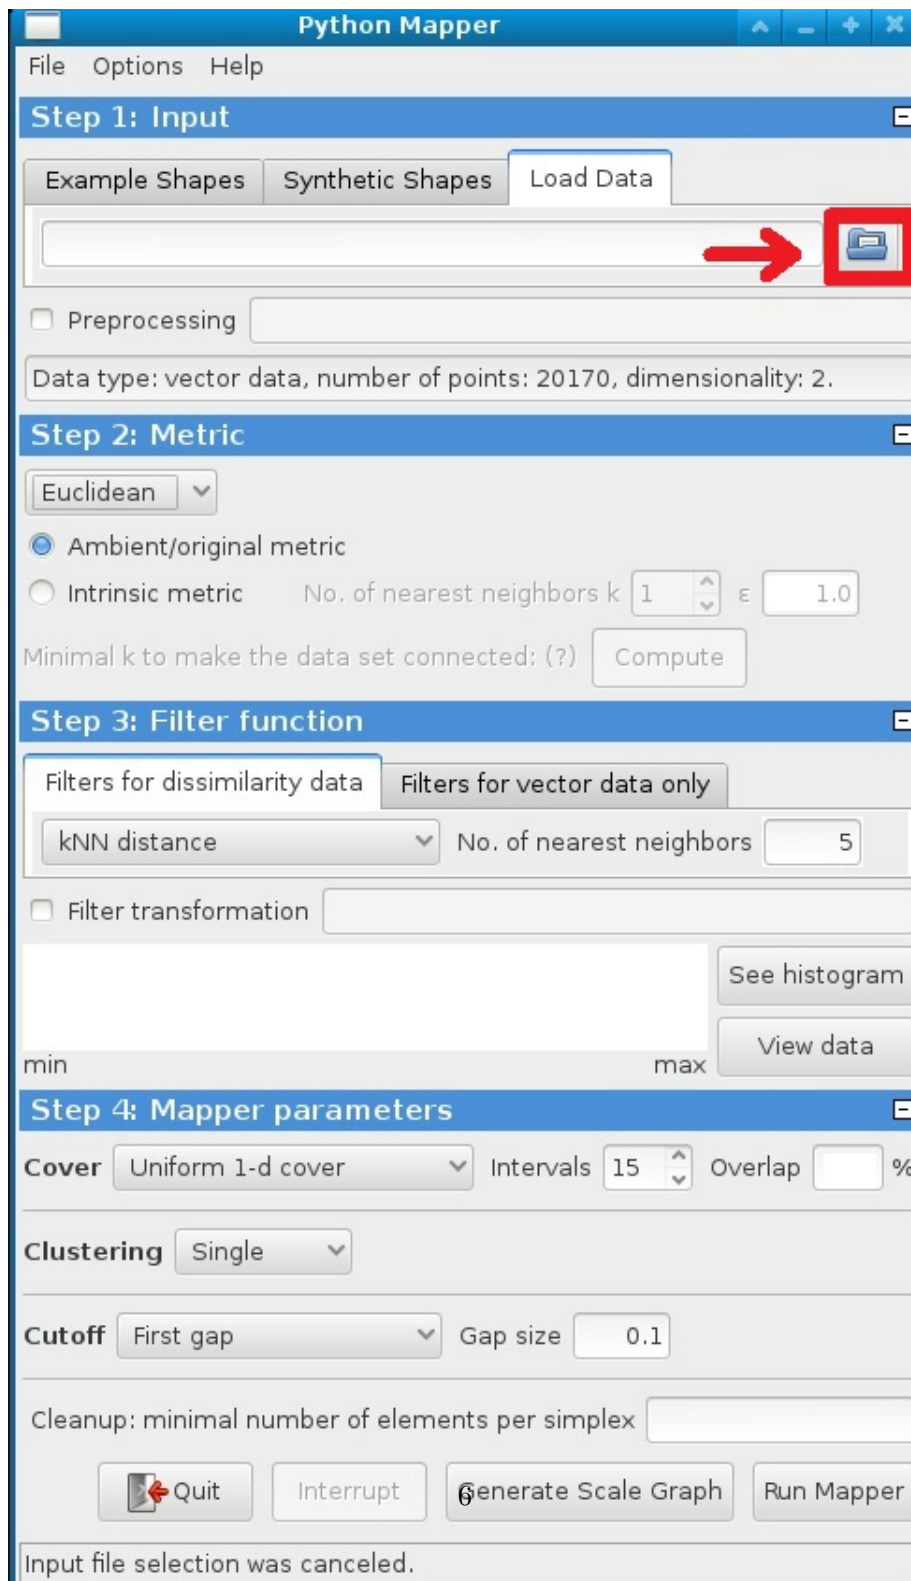 Python Mapper
File Options Help
Step 1: Input
Example Shapes Synthetic Shapes Load Data
Preprocessing
Data type: vector data, number of points: 20170, dimensionality: 2.
Step 2: Metric
Euclidean
Ambient/original metric
Intrinsic metric No. of nearest neighbors k 1 ε 1.0
Minimal k to make the data set connected: (?) Compute
Step 3: Filter function
Filters for dissimilarity data Filters for vector data only
kNN distance No. of nearest neighbors 5
Filter transformation
See histogram
View data
min max
Step 4: Mapper parameters
Cover Uniform 1-d cover Intervals 15 Overlap %
Clustering Single
Cutoff First gap Gap size 0.1
Cleanup: minimal number of elements per simplex
Quit Interrupt Generate Scale Graph Run Mapper
6
Input file selection was canceled.